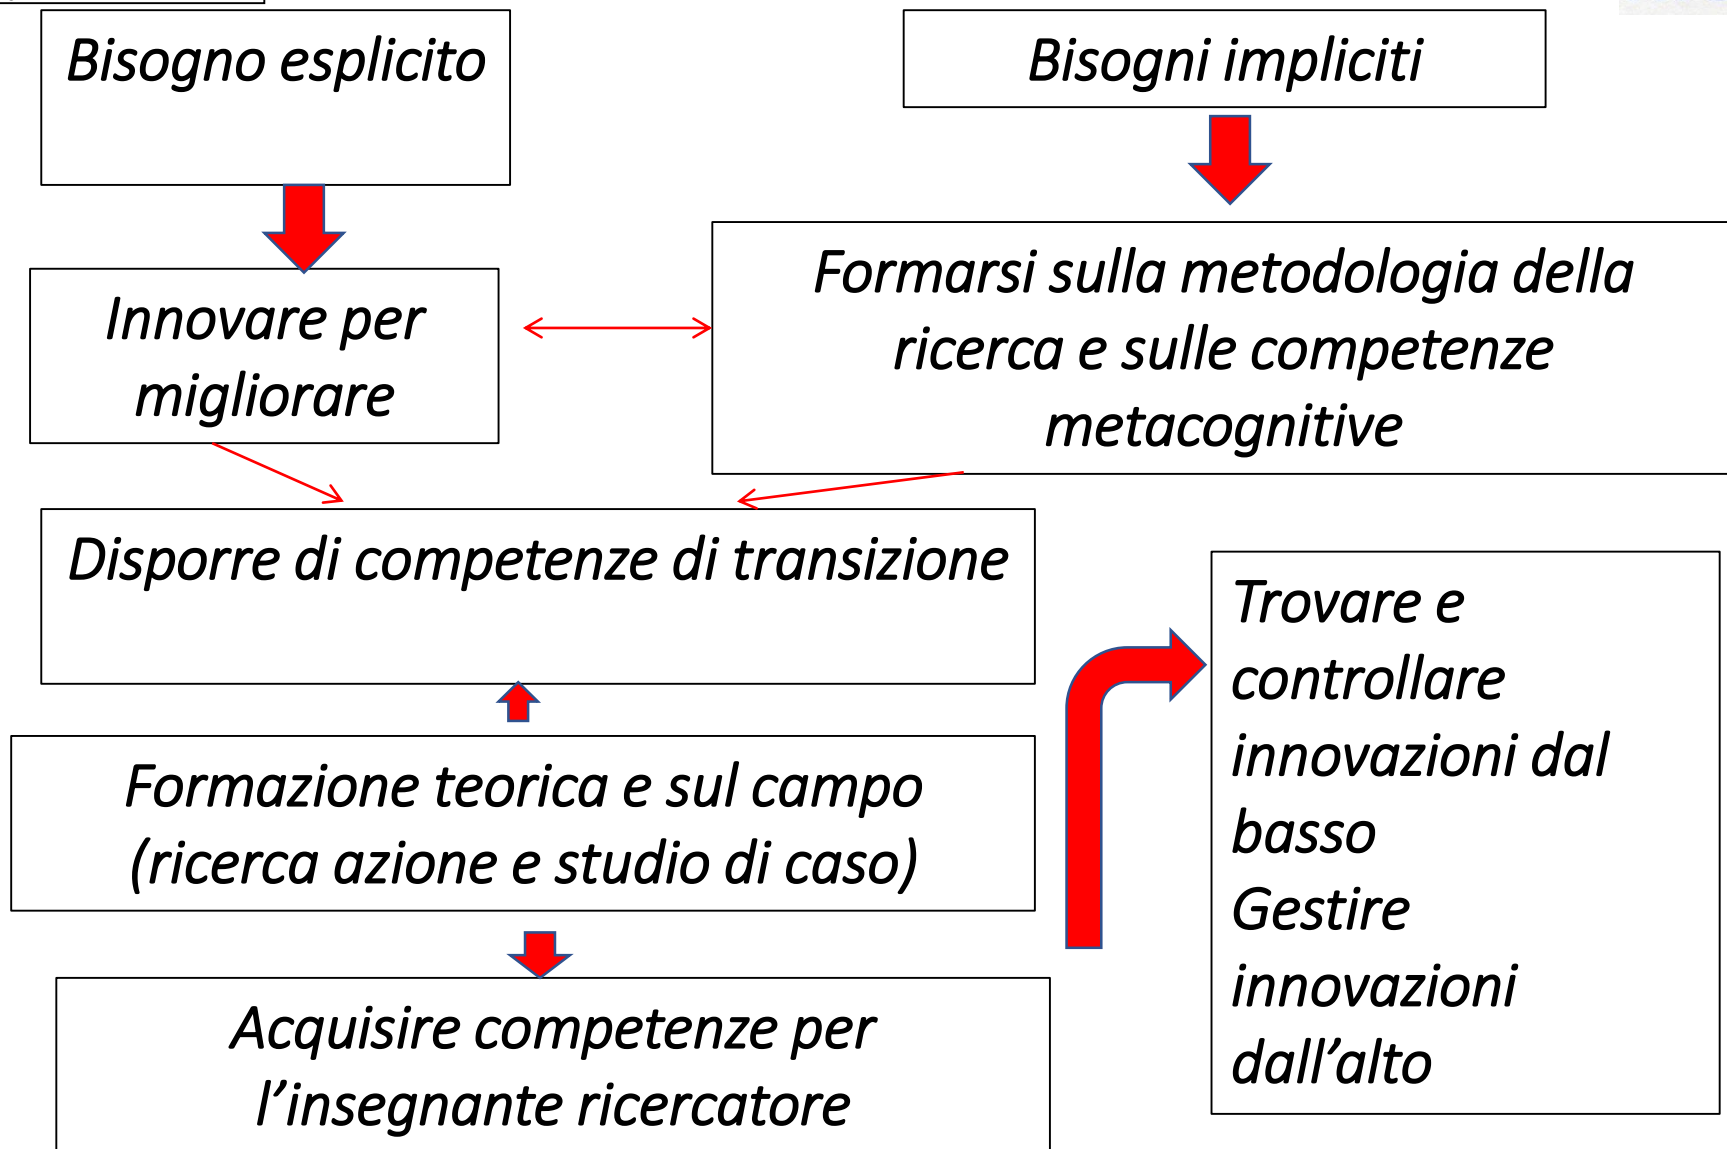 Bisogno esplicito
Bisogni impliciti
Innovare per
migliorare
Formarsi sulla metodologia della
ricerca e sulle competenze
metacognitive
Disporre di competenze di transizione
Formazione teorica e sul campo
(ricerca azione e studio di caso)
Acquisire competenze per
l’insegnante ricercatore
Trovare e
controllare
innovazioni dal
basso
Gestire
innovazioni
dall’alto